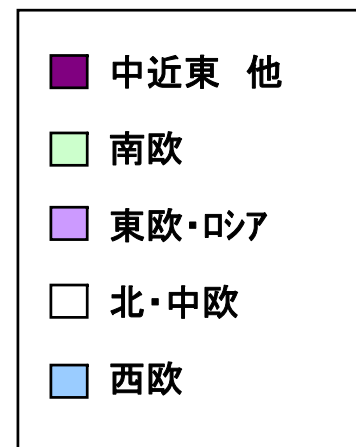 中近東　他
南欧
東欧・ﾛｼｱ
北・中欧
西欧